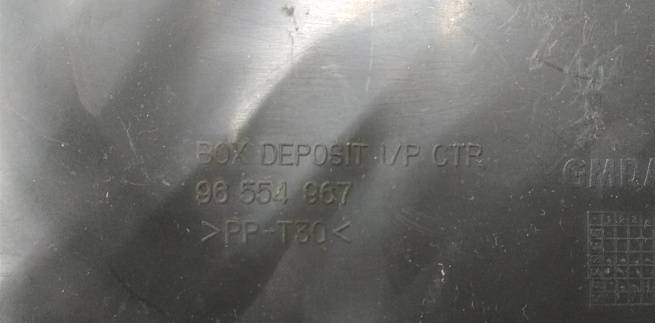 BOX DEPOSIT I/P CTR
96 554 967
>PP-T30<
GMDA